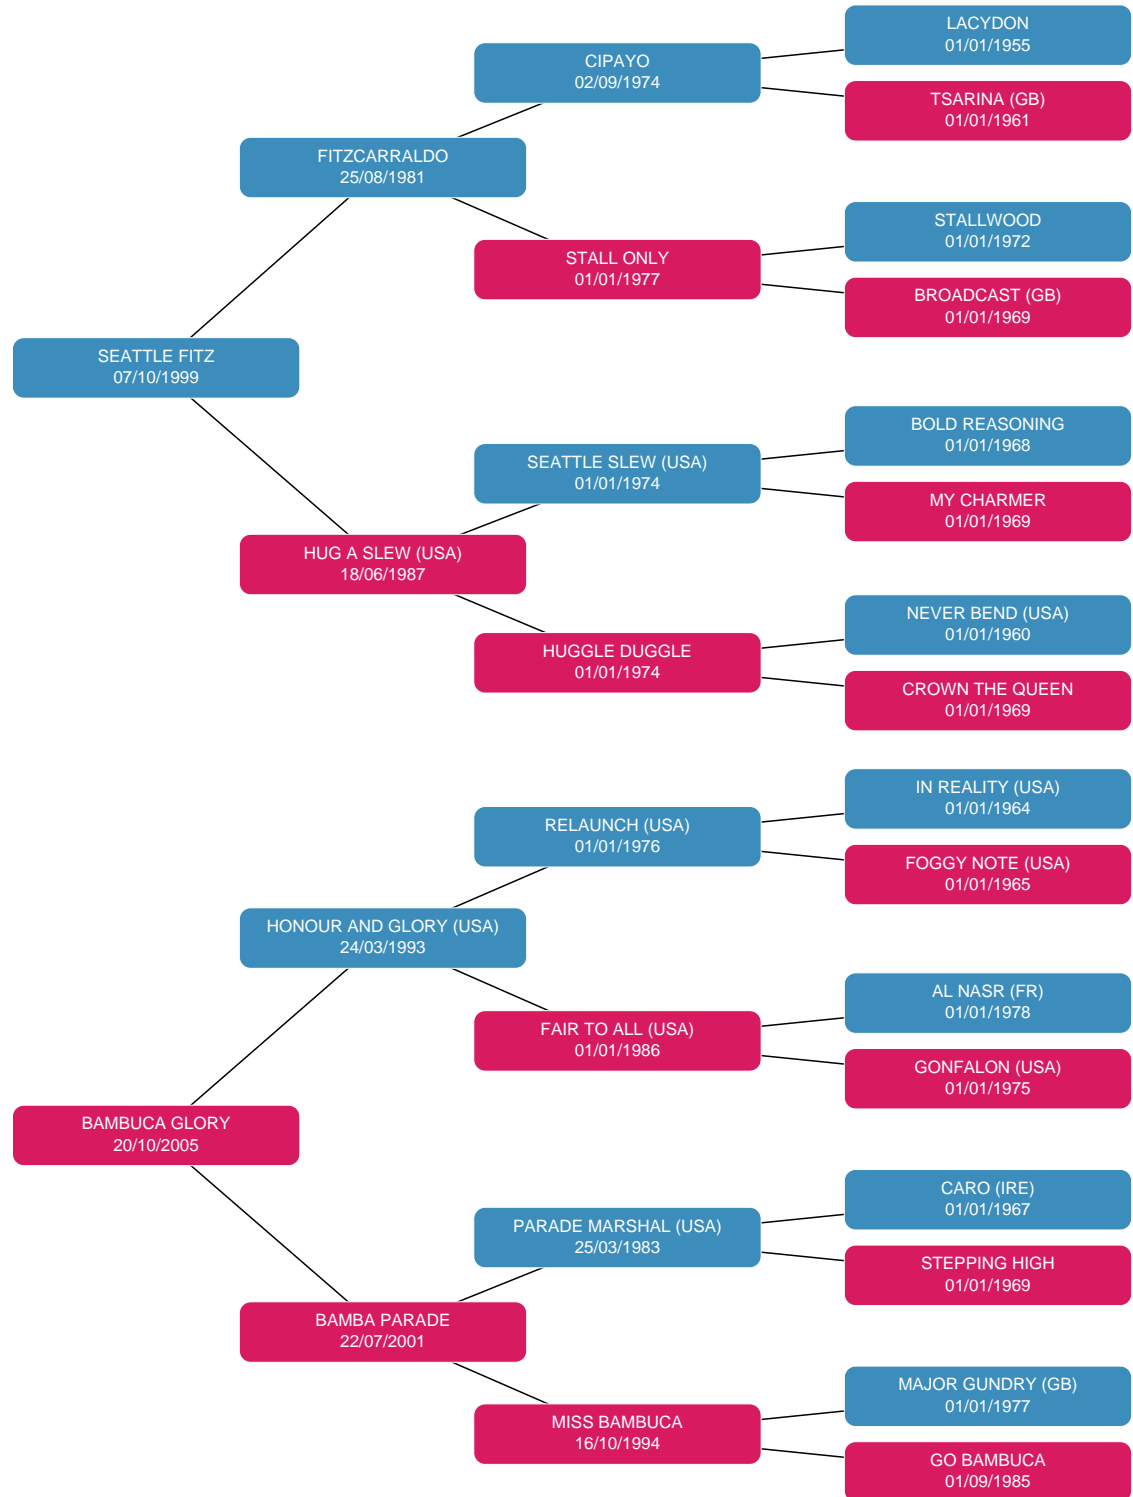 LACYDON
01/01/1955
CIPAYO
02/09/1974
TSARINA (GB)
01/01/1961
FITZCARRALDO
25/08/1981
STALLWOOD
01/01/1972
STALL ONLY
01/01/1977
BROADCAST (GB)
01/01/1969
SEATTLE FITZ
07/10/1999
BOLD REASONING
01/01/1968
SEATTLE SLEW (USA)
01/01/1974
MY CHARMER
01/01/1969
HUG A SLEW (USA)
18/06/1987
NEVER BEND (USA)
01/01/1960
HUGGLE DUGGLE
01/01/1974
CROWN THE QUEEN
01/01/1969
IN REALITY (USA)
01/01/1964
RELAUNCH (USA)
01/01/1976
FOGGY NOTE (USA)
01/01/1965
HONOUR AND GLORY (USA)
24/03/1993
AL NASR (FR)
01/01/1978
FAIR TO ALL (USA)
01/01/1986
GONFALON (USA)
01/01/1975
BAMBUCA GLORY
20/10/2005
CARO (IRE)
01/01/1967
PARADE MARSHAL (USA)
25/03/1983
STEPPING HIGH
01/01/1969
BAMBA PARADE
22/07/2001
MAJOR GUNDRY (GB)
01/01/1977
MISS BAMBUCA
16/10/1994
GO BAMBUCA
01/09/1985